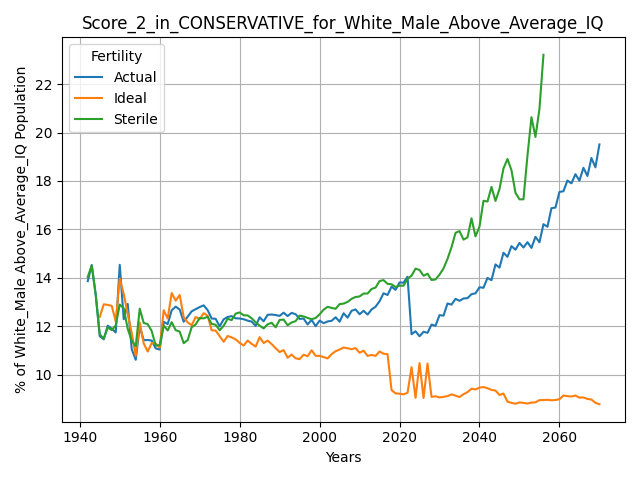 Score_2_in_CONSERVATIVE_for_White_Male_Above_Average_IQ
Fertility
Actual
Ideal
Sterile
% of White_Male Above_Average_IQ Population
22
20
18
16
14
12
10
1940
1960
1980
2000
2020
2040
2060
Years